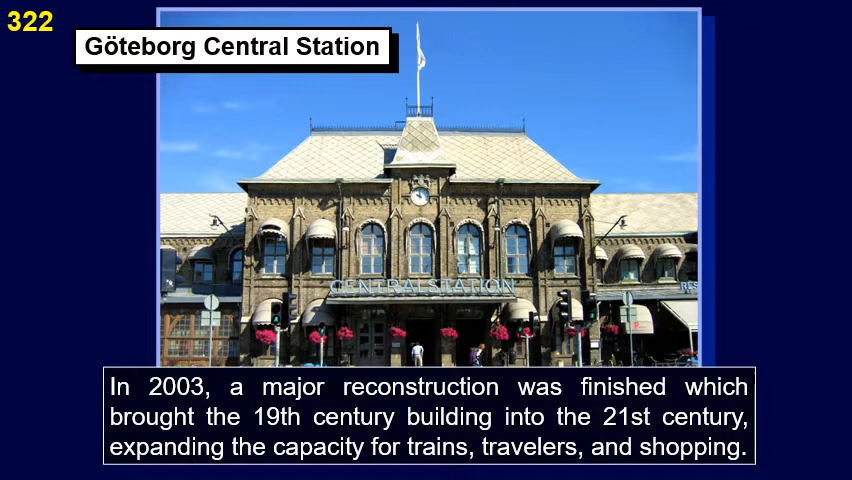 322
Göteborg Central Station
CENTRALSTATION
RES
In 2003, a major reconstruction was finished which
brought the 19th century building into the 21st century,
expanding the capacity for trains, travelers, and shopping.